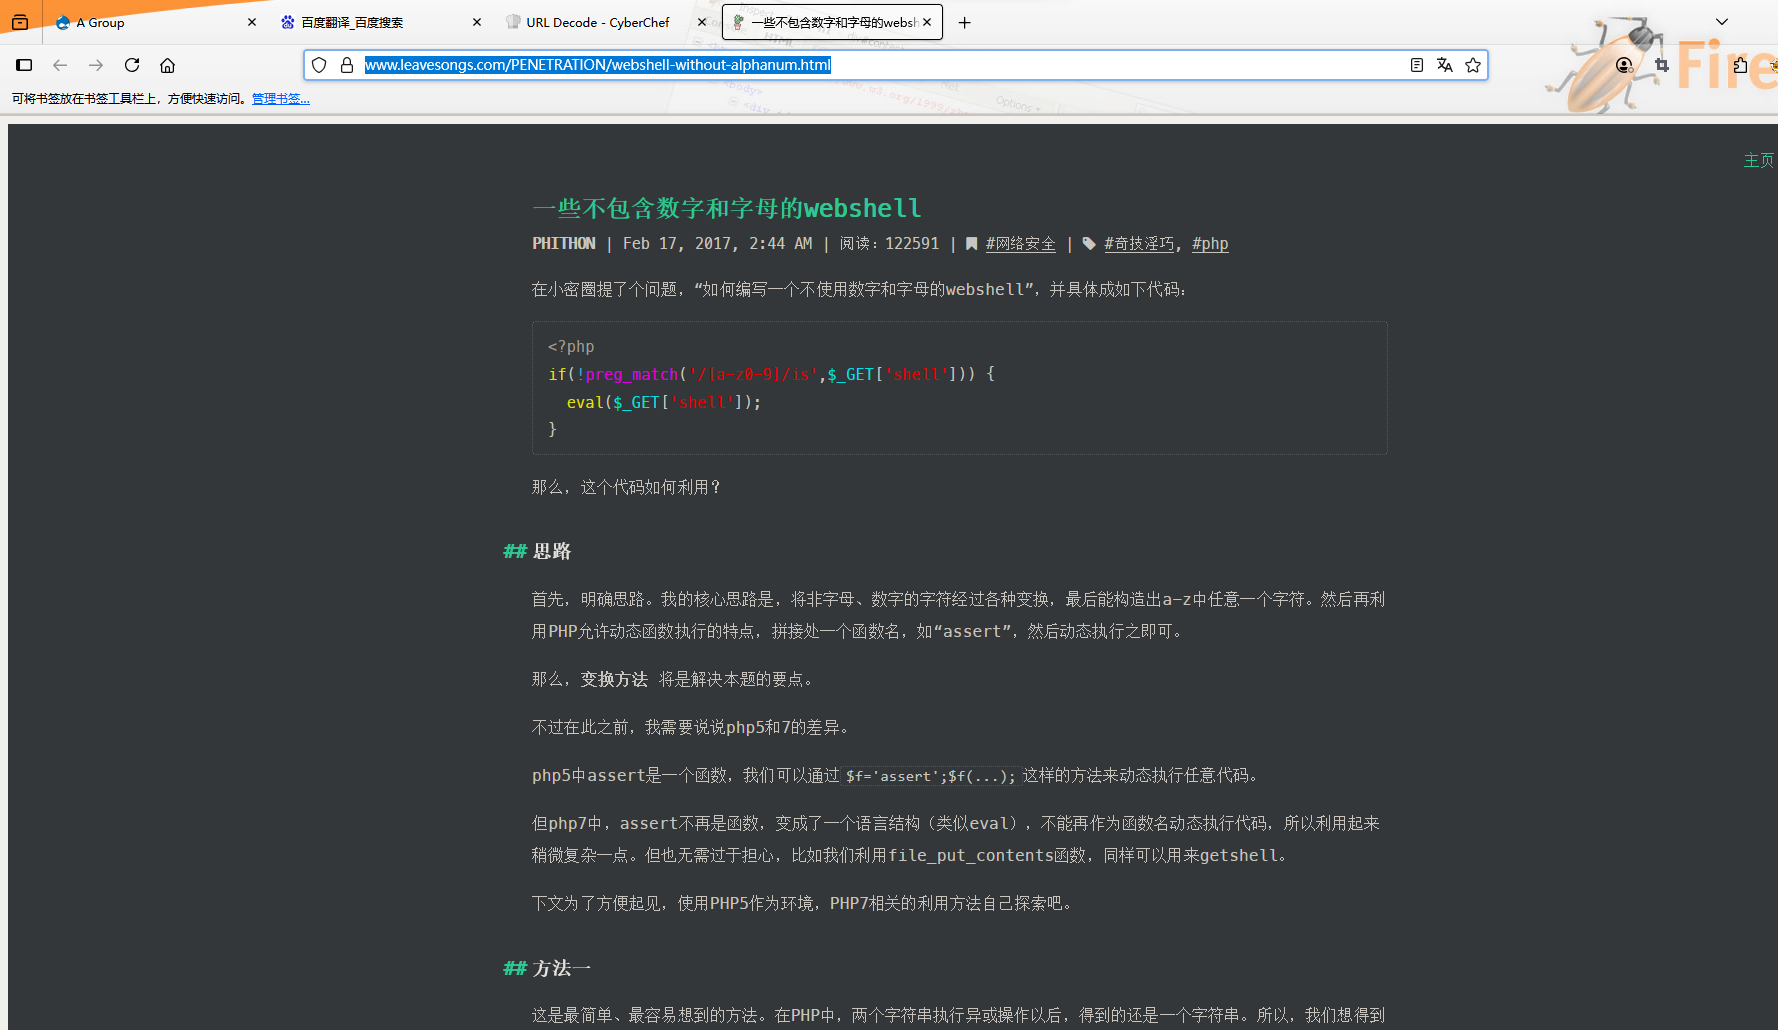 A Group
百度翻译_百度搜索
URL Decode - CyberChef
一些不包含数字和字母的websh
www.leavesongs.com/PENETRATION/webshell-without-alphanum.html
Fire
可将书签放在书签工具栏上，方便快速访问。管理书签...
主页
一些不包含数字和字母的webshell
PHITHON | Feb 17, 2017, 2:44 AM | 阅读：122591 | #网络安全 | #奇技淫巧, #php
在小密圈提了个问题，“如何编写一个不使用数字和字母的webshell”，并具体成如下代码：
<?php
if(!preg_match('/[a-z0-9]/is',$_GET['shell'])) {
eval($_GET['shell']);
}
那么，这个代码如何利用？
## 思路
首先，明确思路。我的核心思路是，将非字母、数字的字符经过各种变换，最后能构造出a-z中任意一个字符。然后再利
用PHP允许动态函数执行的特点，拼接处一个函数名，如“assert”，然后动态执行之即可。
那么，变换方法 将是解决本题的要点。
不过在此之前，我需要说说php5和7的差异。
php5中assert是一个函数，我们可以通过$f='assert';$f(...);这样的方法来动态执行任意代码。
但php7中，assert不再是函数，变成了一个语言结构（类似eval），不能再作为函数名动态执行代码，所以利用起来
稍微复杂一点。但也无需过于担心，比如我们利用file_put_contents函数，同样可以用来getshell。
下文为了方便起见，使用PHP5作为环境，PHP7相关的利用方法自己探索吧。
## 方法一
这是最简单、最容易想到的方法。在PHP中，两个字符串执行异或操作以后，得到的还是一个字符串。所以，我们想得到